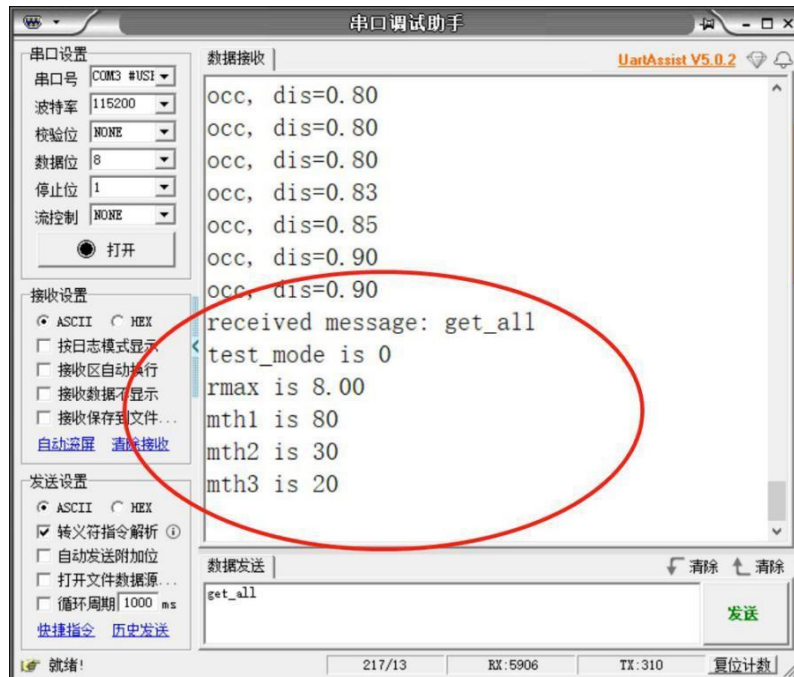 串口调试助手
串口设置
串口号 COM3 #USI
波特率 115200
校验位 NONE
数据位 8
停止位 1
流控制 NONE
打开
接收设置
ASCII HEX
按日志模式显示
接收区自动换行
接收数据不显示
接收保存到文件...
自动滚屏 清除接收
发送设置
ASCII HEX
转义符指令解析
自动发送附加位
打开文件数据源...
循环周期 1000 ms
快捷指令 历史发送
数据接收 UartAssist V5.0.2
occ, dis=0.80
occ, dis=0.80
occ, dis=0.80
occ, dis=0.83
occ, dis=0.85
occ, dis=0.90
occ, dis=0.90
received message: get_all
test_mode is 0
rmax is 8.00
mth1 is 80
mth2 is 30
mth3 is 20
数据发送 清除 清除
get_all
发送
就绪! 217/13 RX:5906 TX:310 复位计数